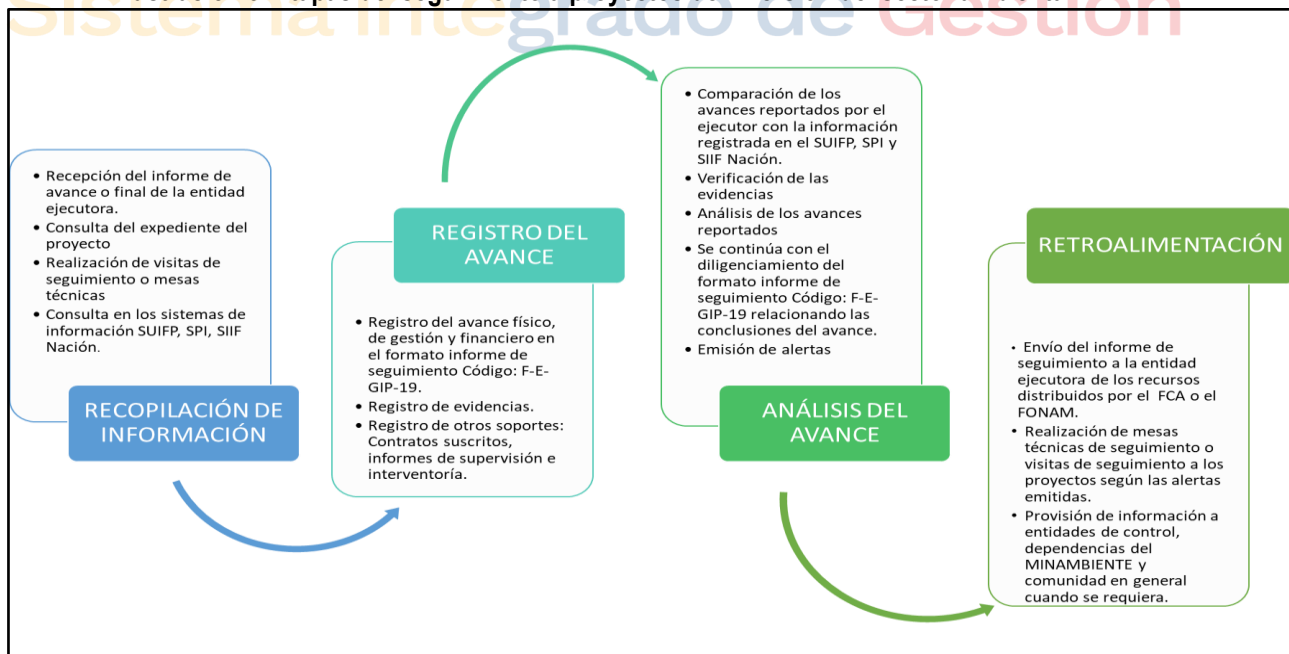 Sistema Integrado de Gestión
• Recepción del informe de
avance o final de la entidad
ejecutora.
• Consulta del expediente del
proyecto
• Realización de visitas de
seguimiento o mesas
técnicas
• Consulta en los sistemas de
información SUIFP, SPI, SIIF
Nación.
RECOPILACIÓN DE
INFORMACIÓN
REGISTRO DEL
AVANCE
• Registro del avance físico,
de gestión y financiero en
el formato informe de
seguimiento Código: F-E-
GIP-19.
• Registro de evidencias.
• Registro de otros soportes:
Contratos suscritos,
informes de supervisión e
interventoría.
• Comparación de los
avances reportados por el
ejecutor con la información
registrada en el SUIFP, SPI y
SIIF Nación.
• Verificación de las
evidencias
• Análisis de los avances
reportados
• Se continúa con el
diligenciamiento del
formato informe de
seguimiento Código: F-E-
GIP-19 relacionando las
conclusiones del avance.
• Emisión de alertas
ANÁLISIS DEL
AVANCE
RETROALIMENTACIÓN
• Envío del informe de
seguimiento a la entidad
ejecutora de los recursos
distribuidos por el FCA o el
FONAM.
• Realización de mesas
técnicas de seguimiento o
visitas de seguimiento a los
proyectos según las alertas
emitidas.
• Provisión de información a
entidades de control,
dependencias del
MINAMBIENTE y
comunidad en general
cuando se requiera.